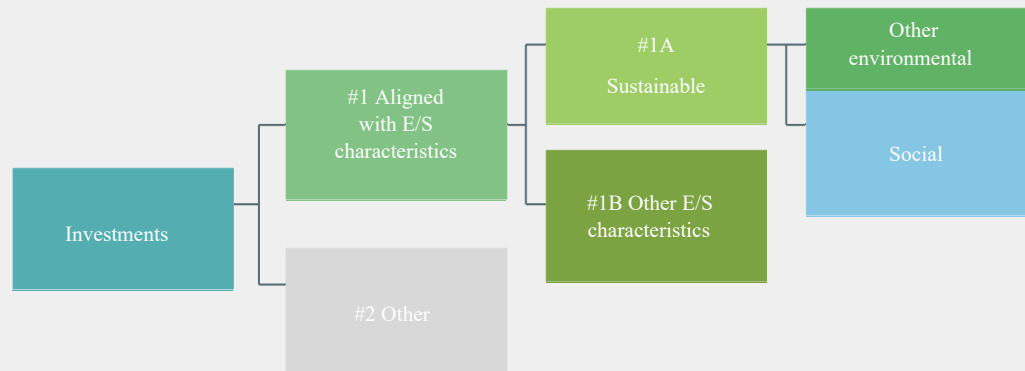 Investments
#1 Aligned
with E/S
characteristics
#2 Other
#1A
Sustainable
#1B Other E/S
characteristics
Other
environmental
Social